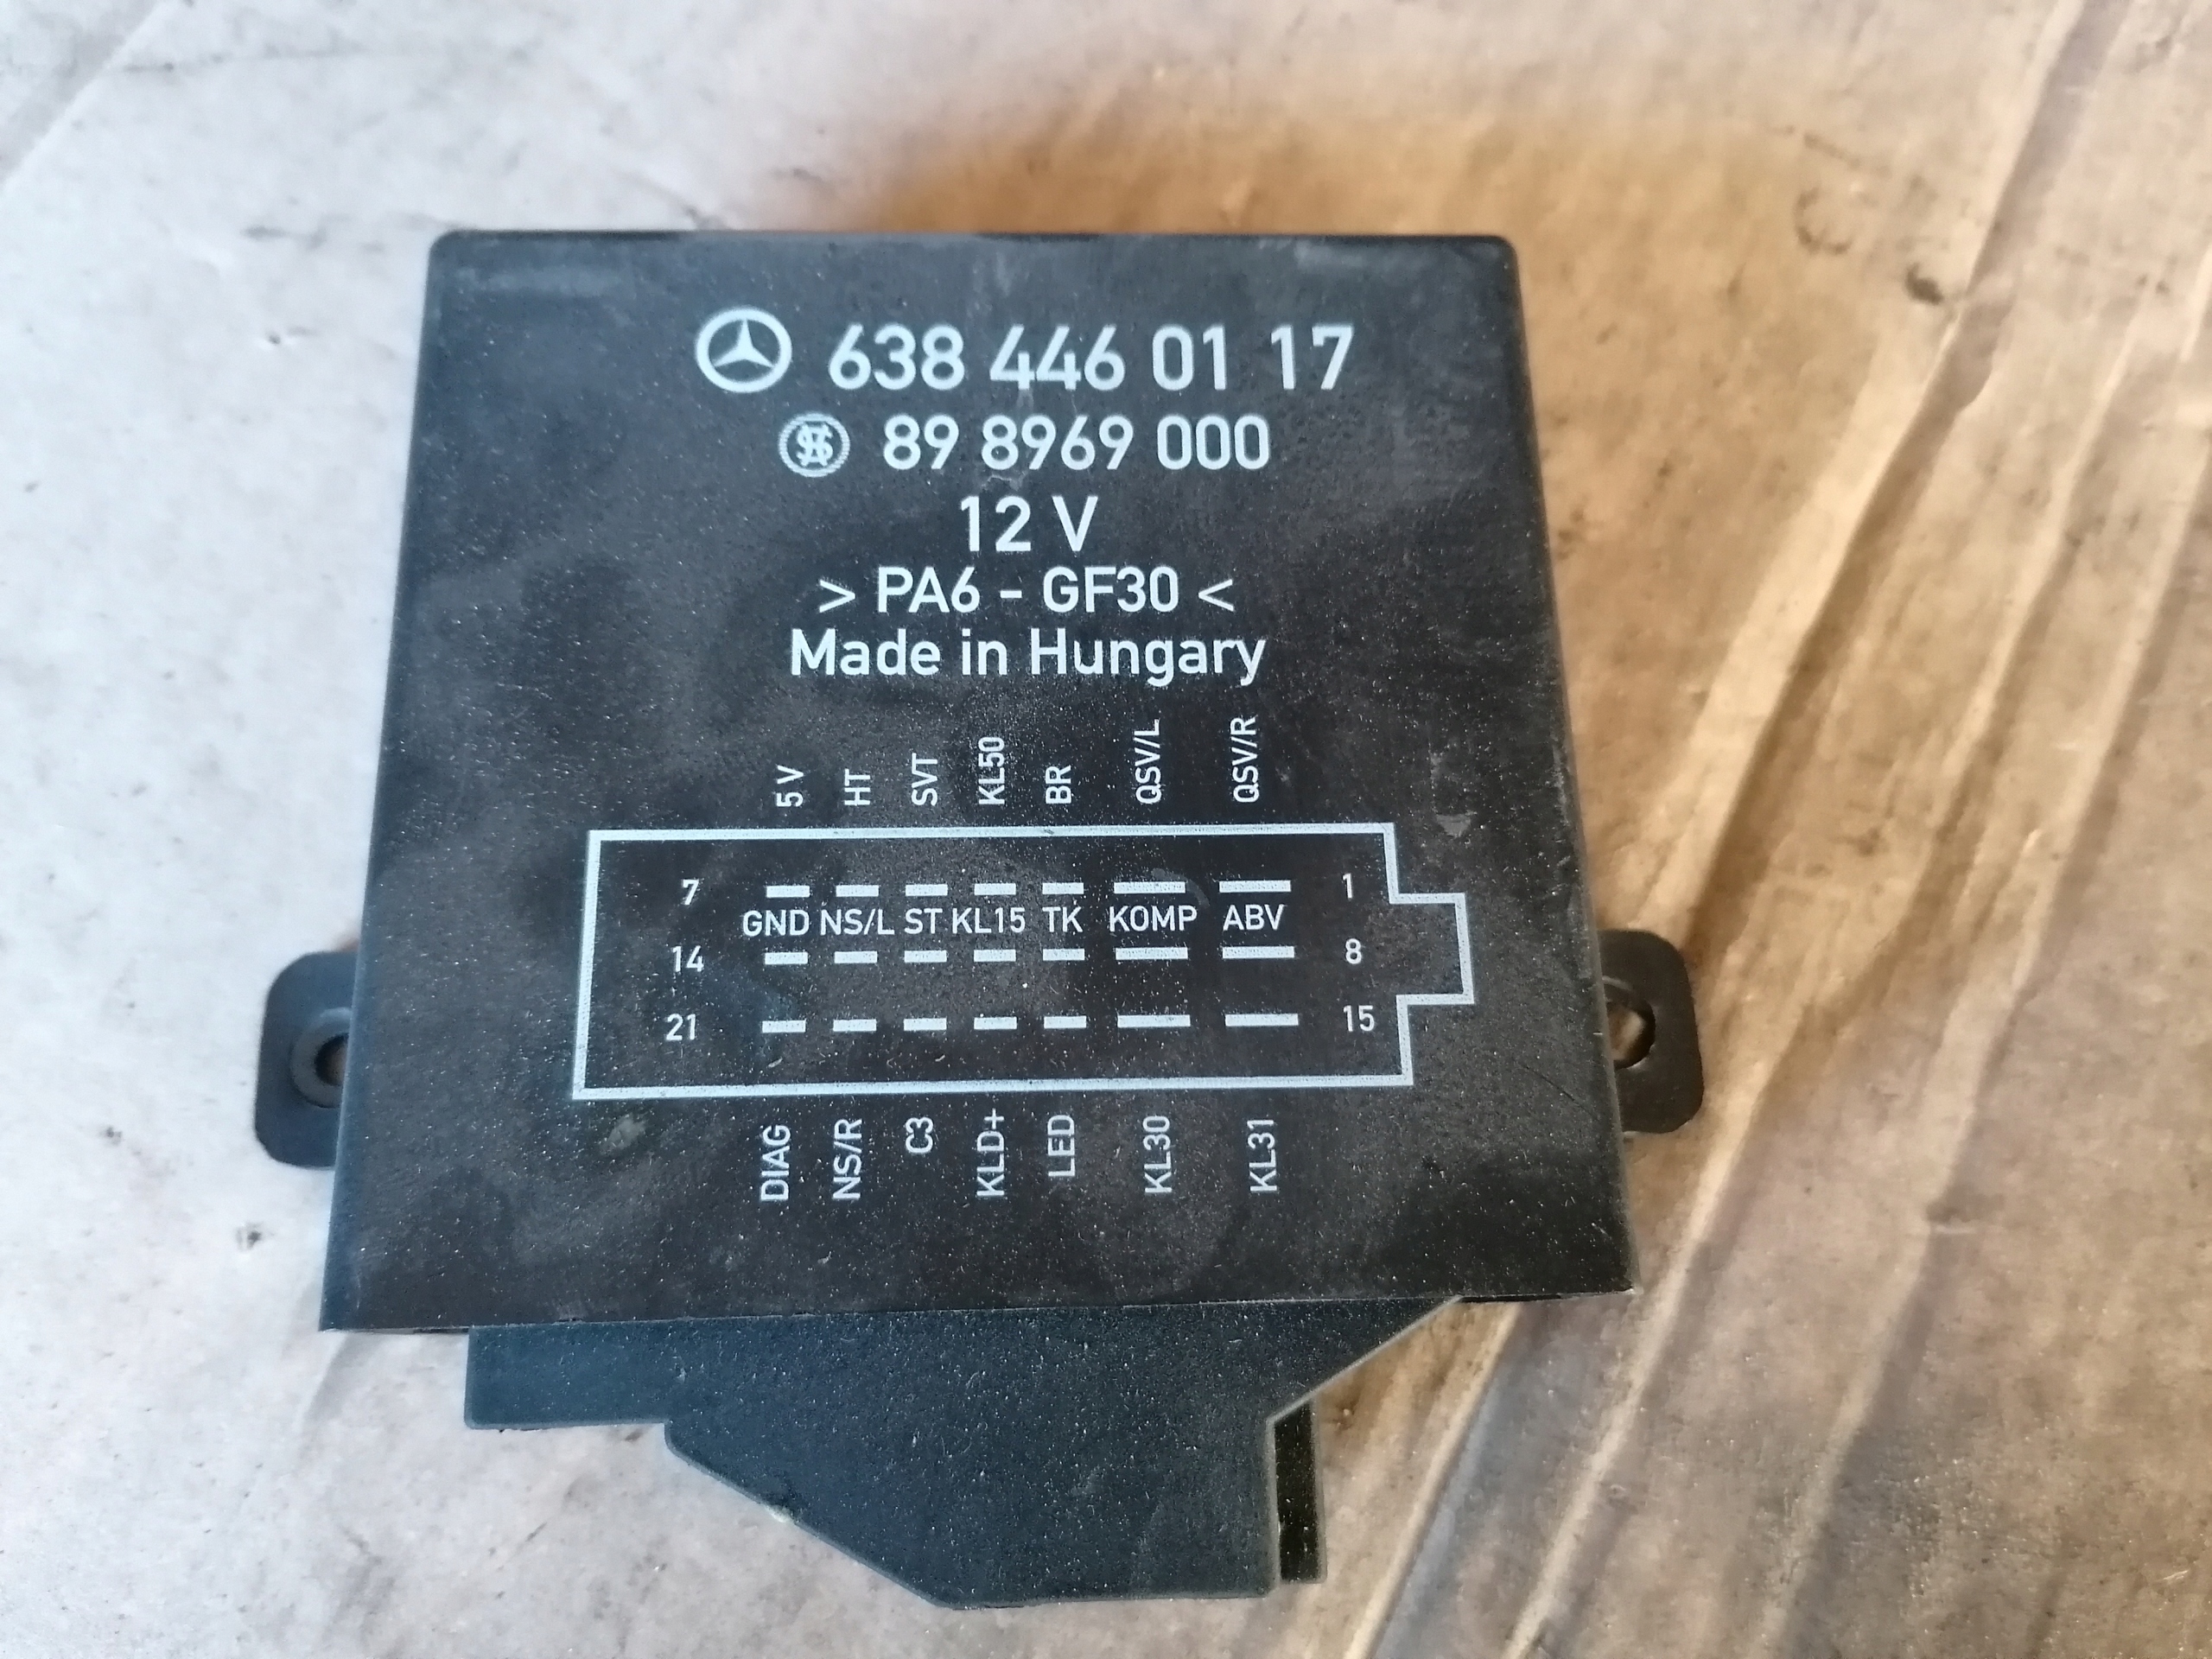 638 446 01 17
89 8969 000
12 V
> PA6 - GF30 <
Made in Hungary
5 V HT SVT KL50 BR QSV/L QSV/R
7 1
GND NS/L ST KL15 TK KOMP ABV
14 8
21 15
DIAG NS/R C3 KLD+ LED KL30 KL31